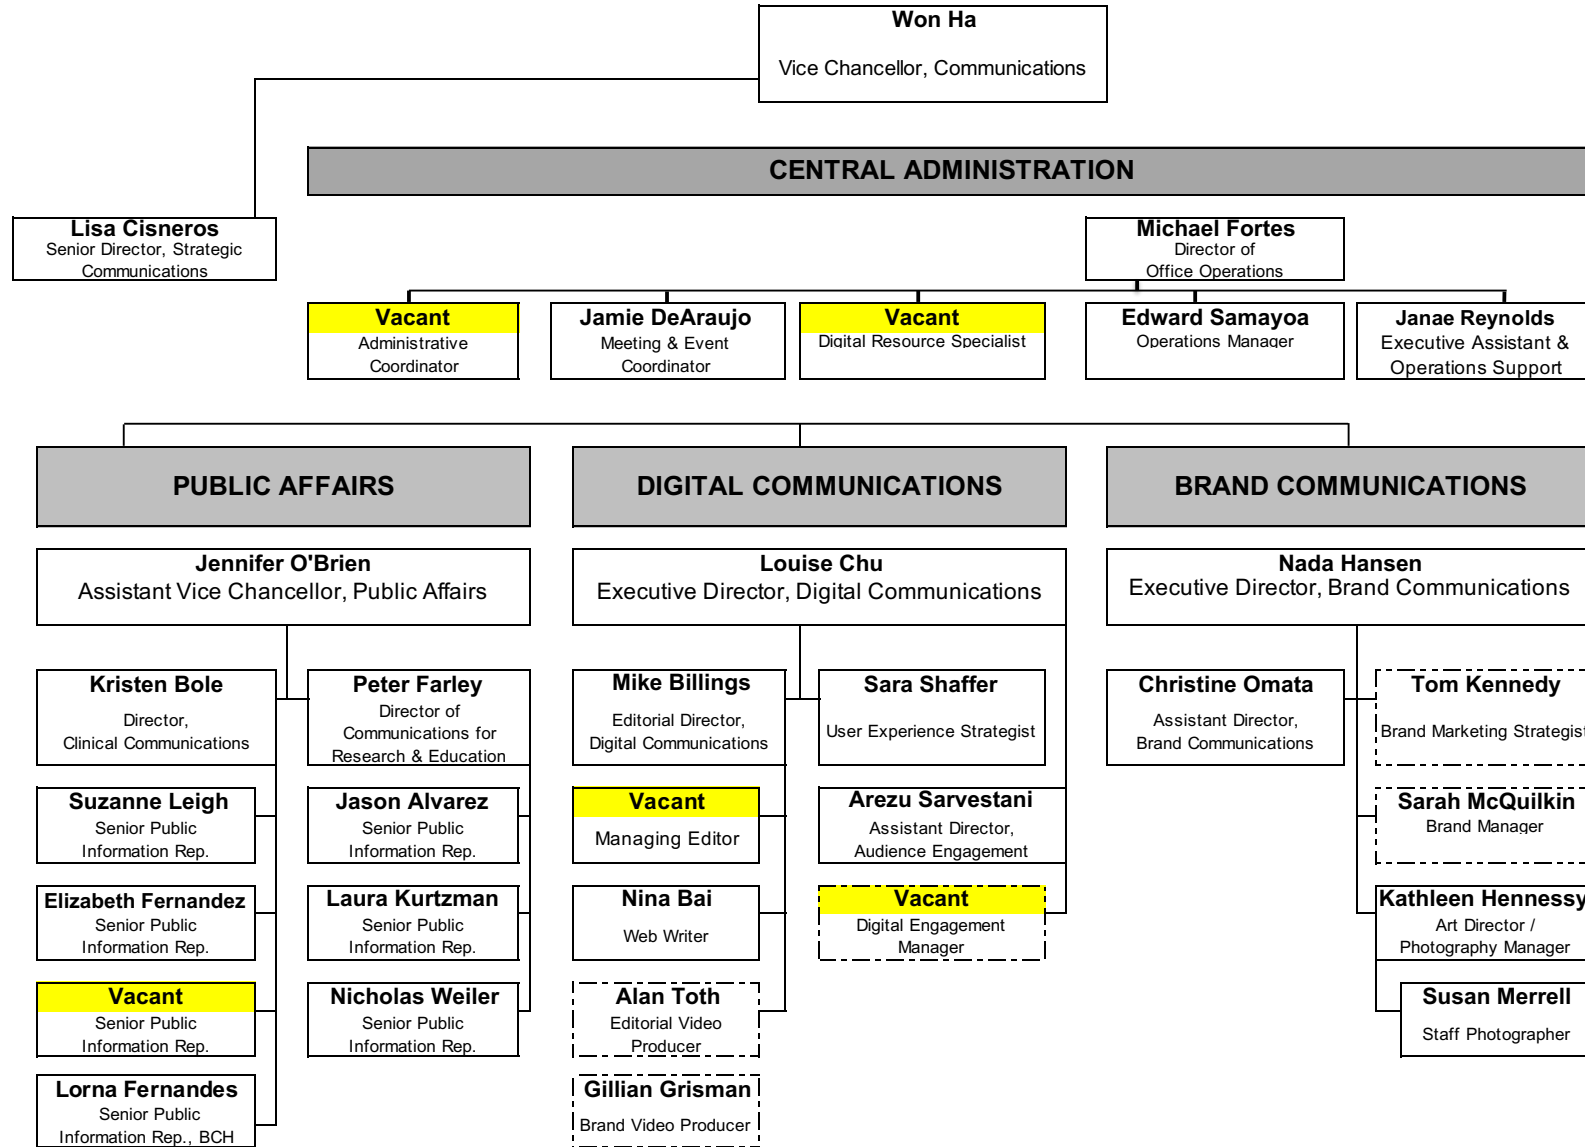 Won Ha
Vice Chancellor, Communications
CENTRAL ADMINISTRATION
Lisa Cisneros
Senior Director, Strategic
Communications
Michael Fortes
Director of
Office Operations
Vacant
Administrative
Coordinator
Jamie DeAraujo
Meeting & Event
Coordinator
Vacant
Digital Resource Specialist
Edward Samayoa
Operations Manager
Janae Reynolds
Executive Assistant &
Operations Support
PUBLIC AFFAIRS
DIGITAL COMMUNICATIONS
BRAND COMMUNICATIONS
Jennifer O'Brien
Assistant Vice Chancellor, Public Affairs
Louise Chu
Executive Director, Digital Communications
Nada Hansen
Executive Director, Brand Communications
Kristen Bole
Director,
Clinical Communications
Peter Farley
Director of
Communications for
Research & Education
Mike Billings
Editorial Director,
Digital Communications
Sara Shaffer
User Experience Strategist
Christine Omata
Assistant Director,
Brand Communications
Tom Kennedy
Brand Marketing Strategist
Suzanne Leigh
Senior Public
Information Rep.
Jason Alvarez
Senior Public
Information Rep.
Vacant
Managing Editor
Arezu Sarvestani
Assistant Director,
Audience Engagement
Sarah McQuilkin
Brand Manager
Elizabeth Fernandez
Senior Public
Information Rep.
Laura Kurtzman
Senior Public
Information Rep.
Nina Bai
Web Writer
Vacant
Digital Engagement
Manager
Kathleen Hennessy
Art Director /
Photography Manager
Vacant
Senior Public
Information Rep.
Nicholas Weiler
Senior Public
Information Rep.
Alan Toth
Editorial Video
Producer
Susan Merrell
Staff Photographer
Lorna Fernandes
Senior Public
Information Rep., BCH
Gillian Grisman
Brand Video Producer